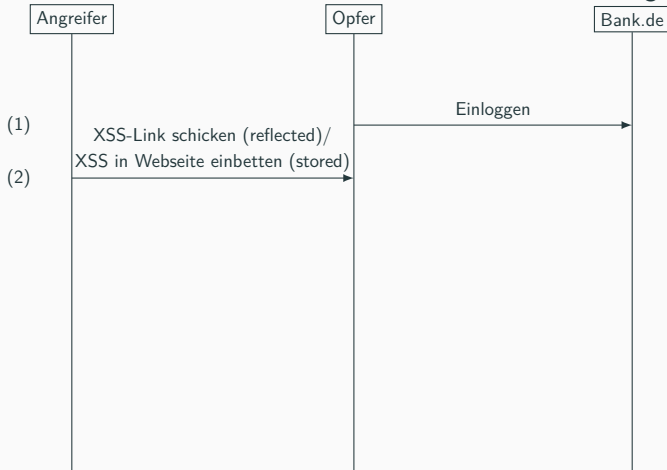 Angreifer
Opfer
Bank.de
(1)
Einloggen
XSS-Link schicken (reflected)/
XSS in Webseite einbetten (stored)
(2)